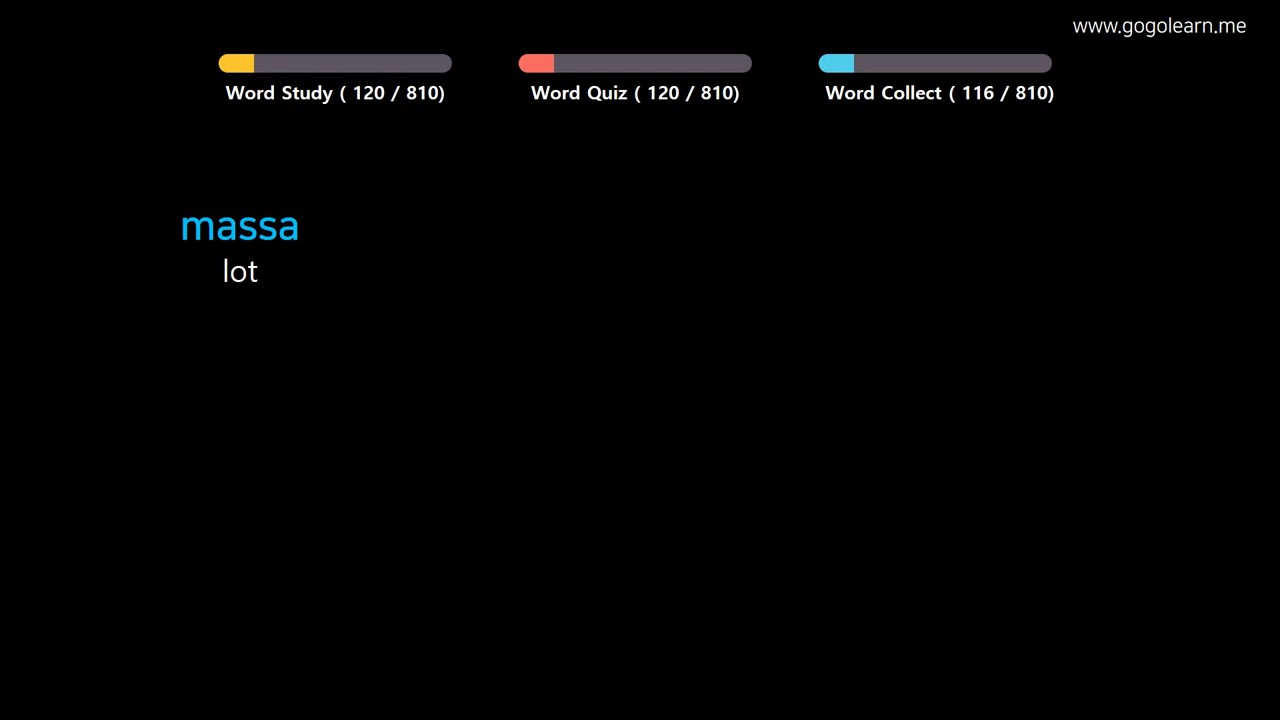 www.gogolearn.me
Word Study ( 120 / 810)
Word Quiz ( 120 / 810)
Word Collect ( 116 / 810)
massa
lot